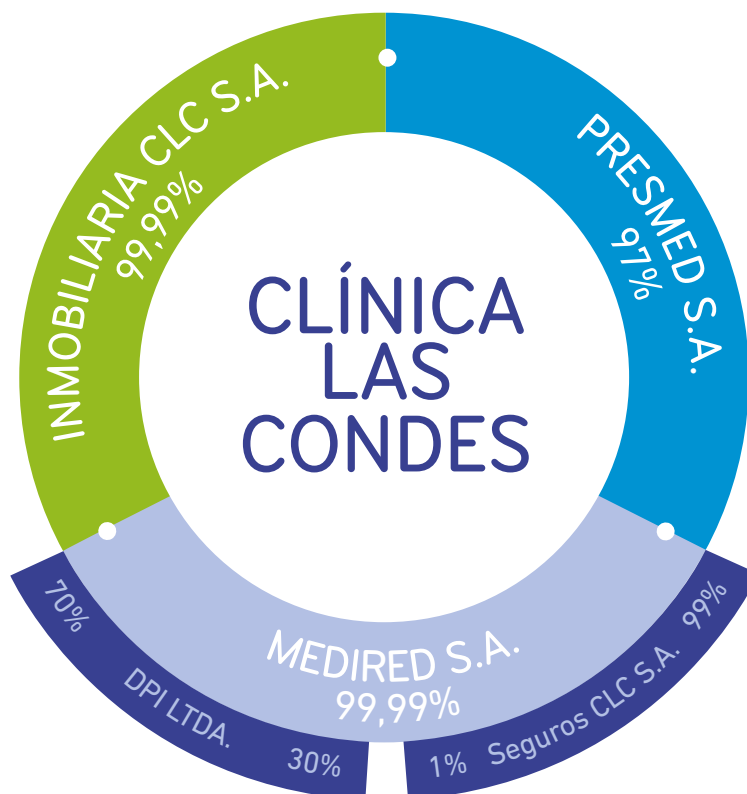 INMOBILIARIA CLC S.A.
99,99%
PRESMED S.A.
97%
CLÍNICA
LAS
CONDES
MEDIRED S.A.
99,99%
70%
DPI LTDA.
30%
1%
Seguros CLC S.A.
99%